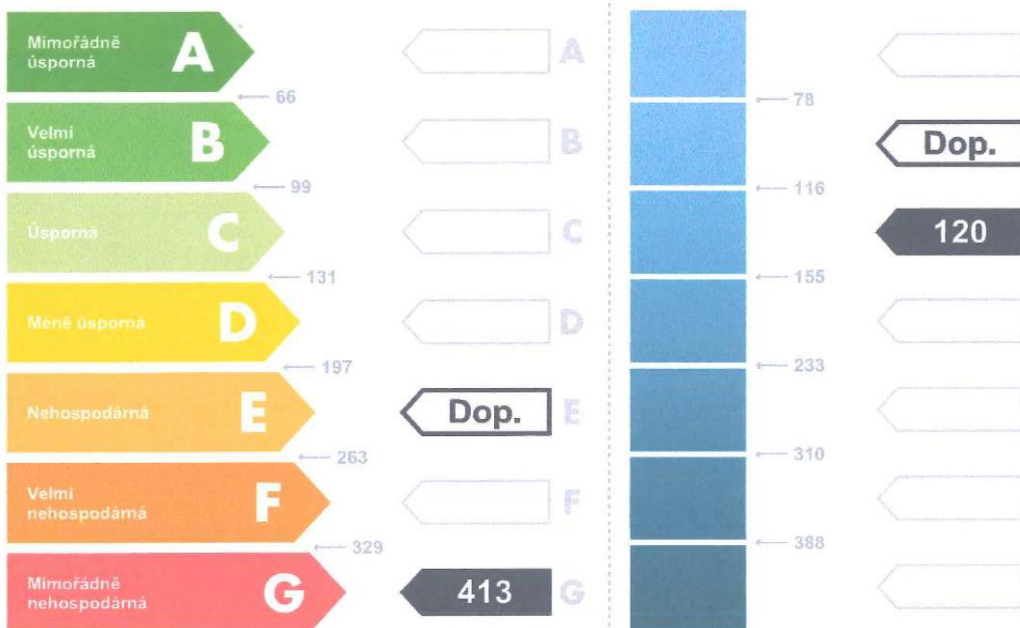 Mimořádně
úsporná
A
A
66
78
Velmi
úsporná
B
B
Dop.
99
116
Úsporná
C
C
120
131
155
Méně úsporná
D
D
197
233
Nehospodárná
E
Dop.
E
263
310
Velmi
nehospodárná
F
F
329
388
Mimořádně
nehospodárná
G
413
G